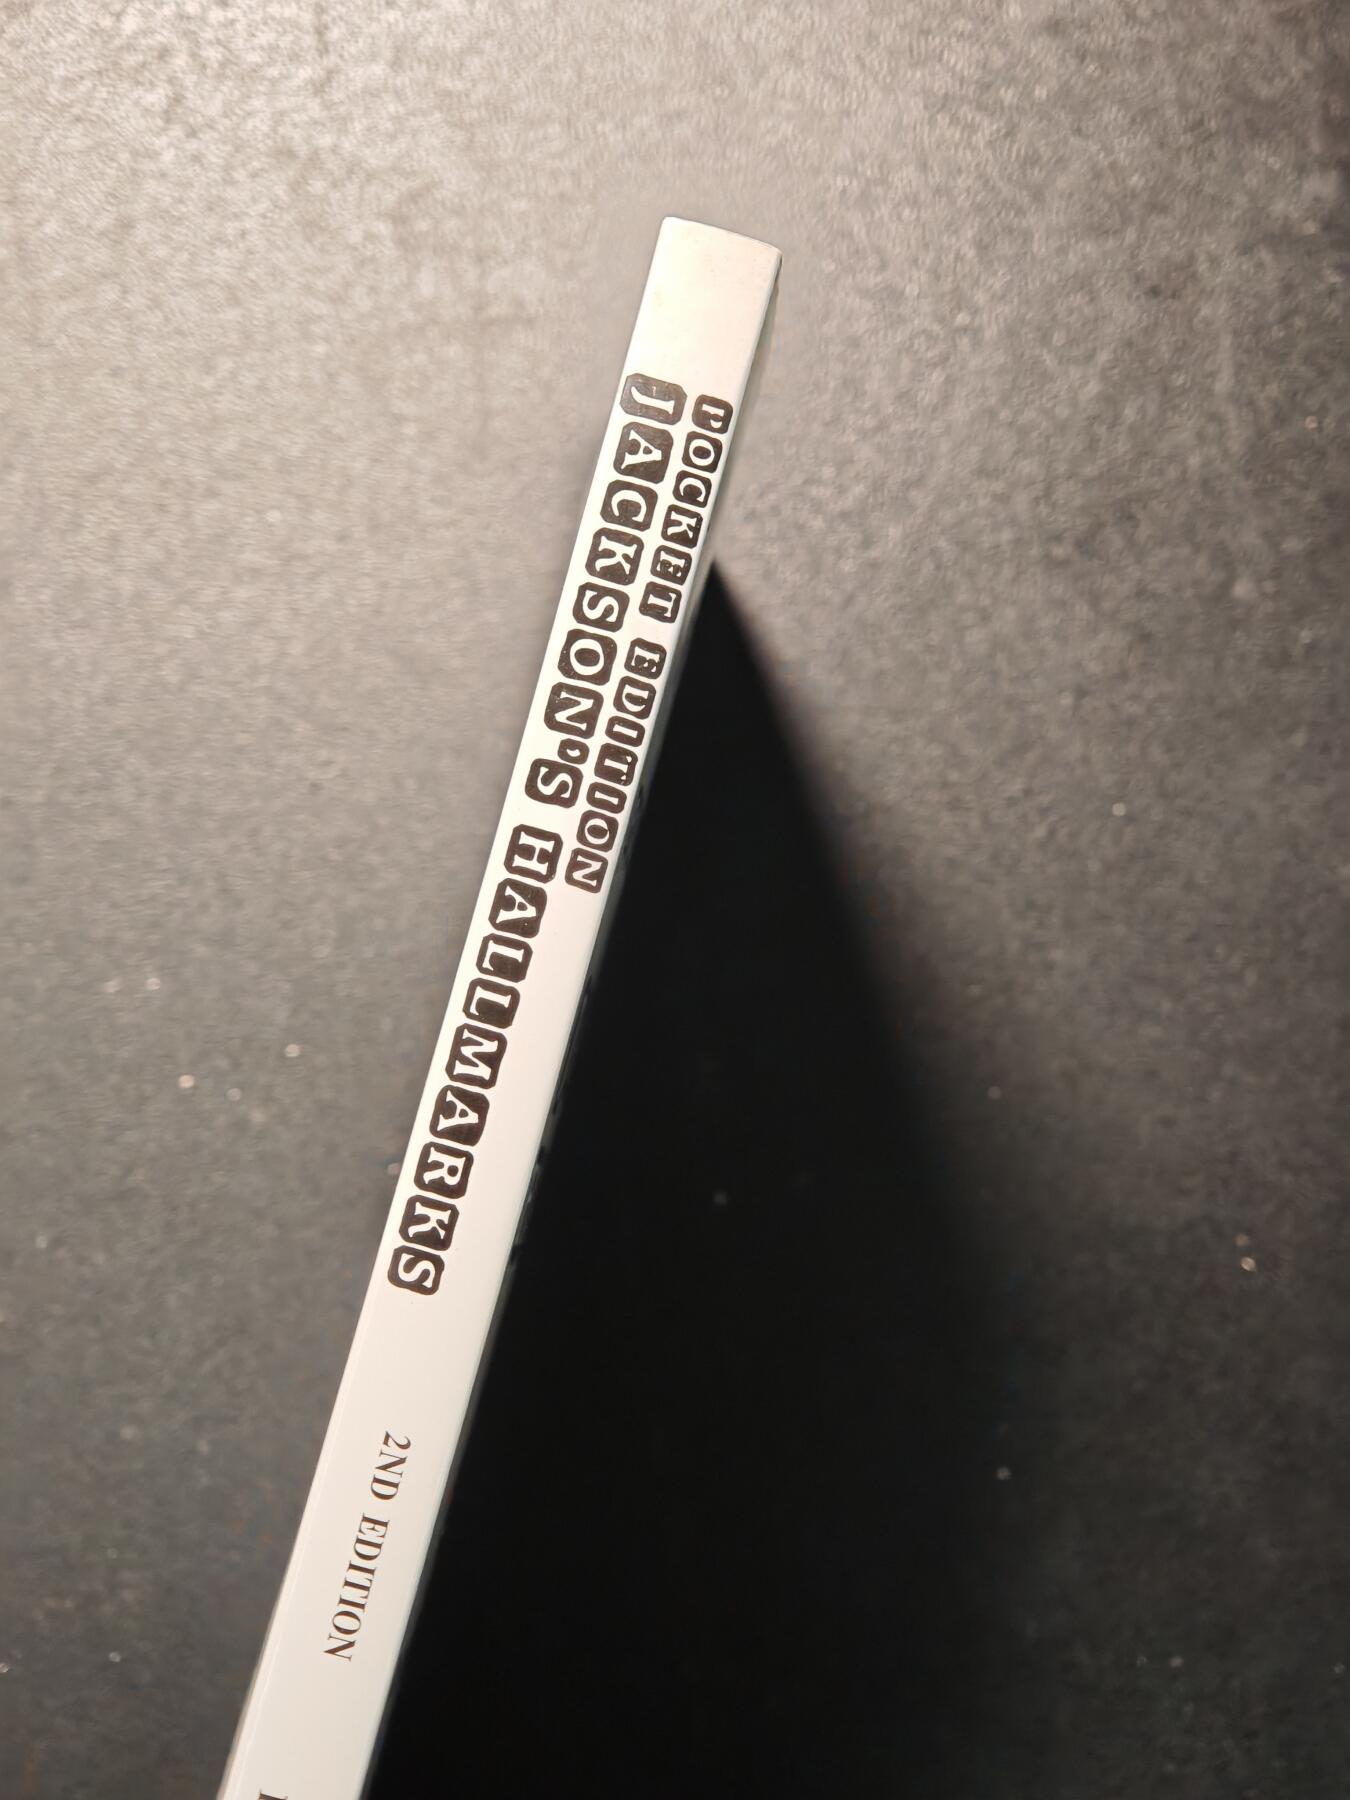 POCKET EDITION
JACKSON'S HALLMARKS
2ND EDITION